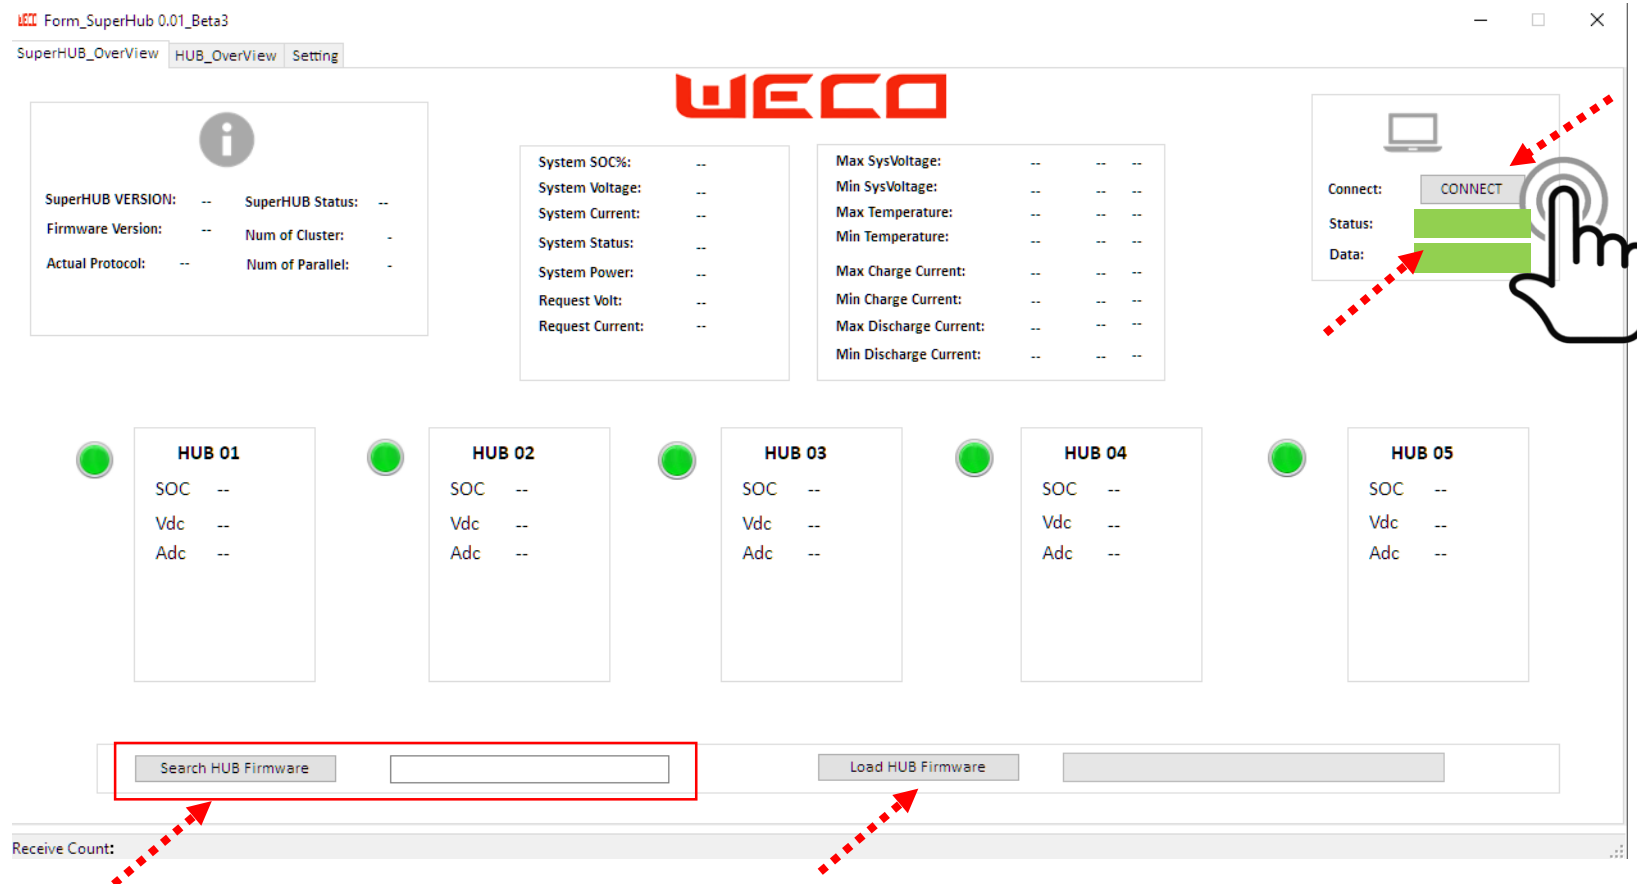 WECO Form_SuperHub 0.01_Beta3
SuperHUB_OverView HUB_OverView Setting
WECO
SuperHUB VERSION: -- SuperHUB Status: --
Firmware Version: -- Num of Cluster: -
Actual Protocol: -- Num of Parallel: -
System SOC%: --
System Voltage: --
System Current: --
System Status: --
System Power: --
Request Volt: --
Request Current: --
Max SysVoltage: -- -- --
Min SysVoltage: -- -- --
Max Temperature: -- -- --
Min Temperature: -- -- --
Max Charge Current: -- -- --
Min Charge Current: -- -- --
Max Discharge Current: -- -- --
Min Discharge Current: -- -- --
Connect: CONNECT
Status:
Data:
HUB 01
SOC --
Vdc --
Adc --
HUB 02
SOC --
Vdc --
Adc --
HUB 03
SOC --
Vdc --
Adc --
HUB 04
SOC --
Vdc --
Adc --
HUB 05
SOC --
Vdc --
Adc --
Search HUB Firmware
Load HUB Firmware
Receive Count: